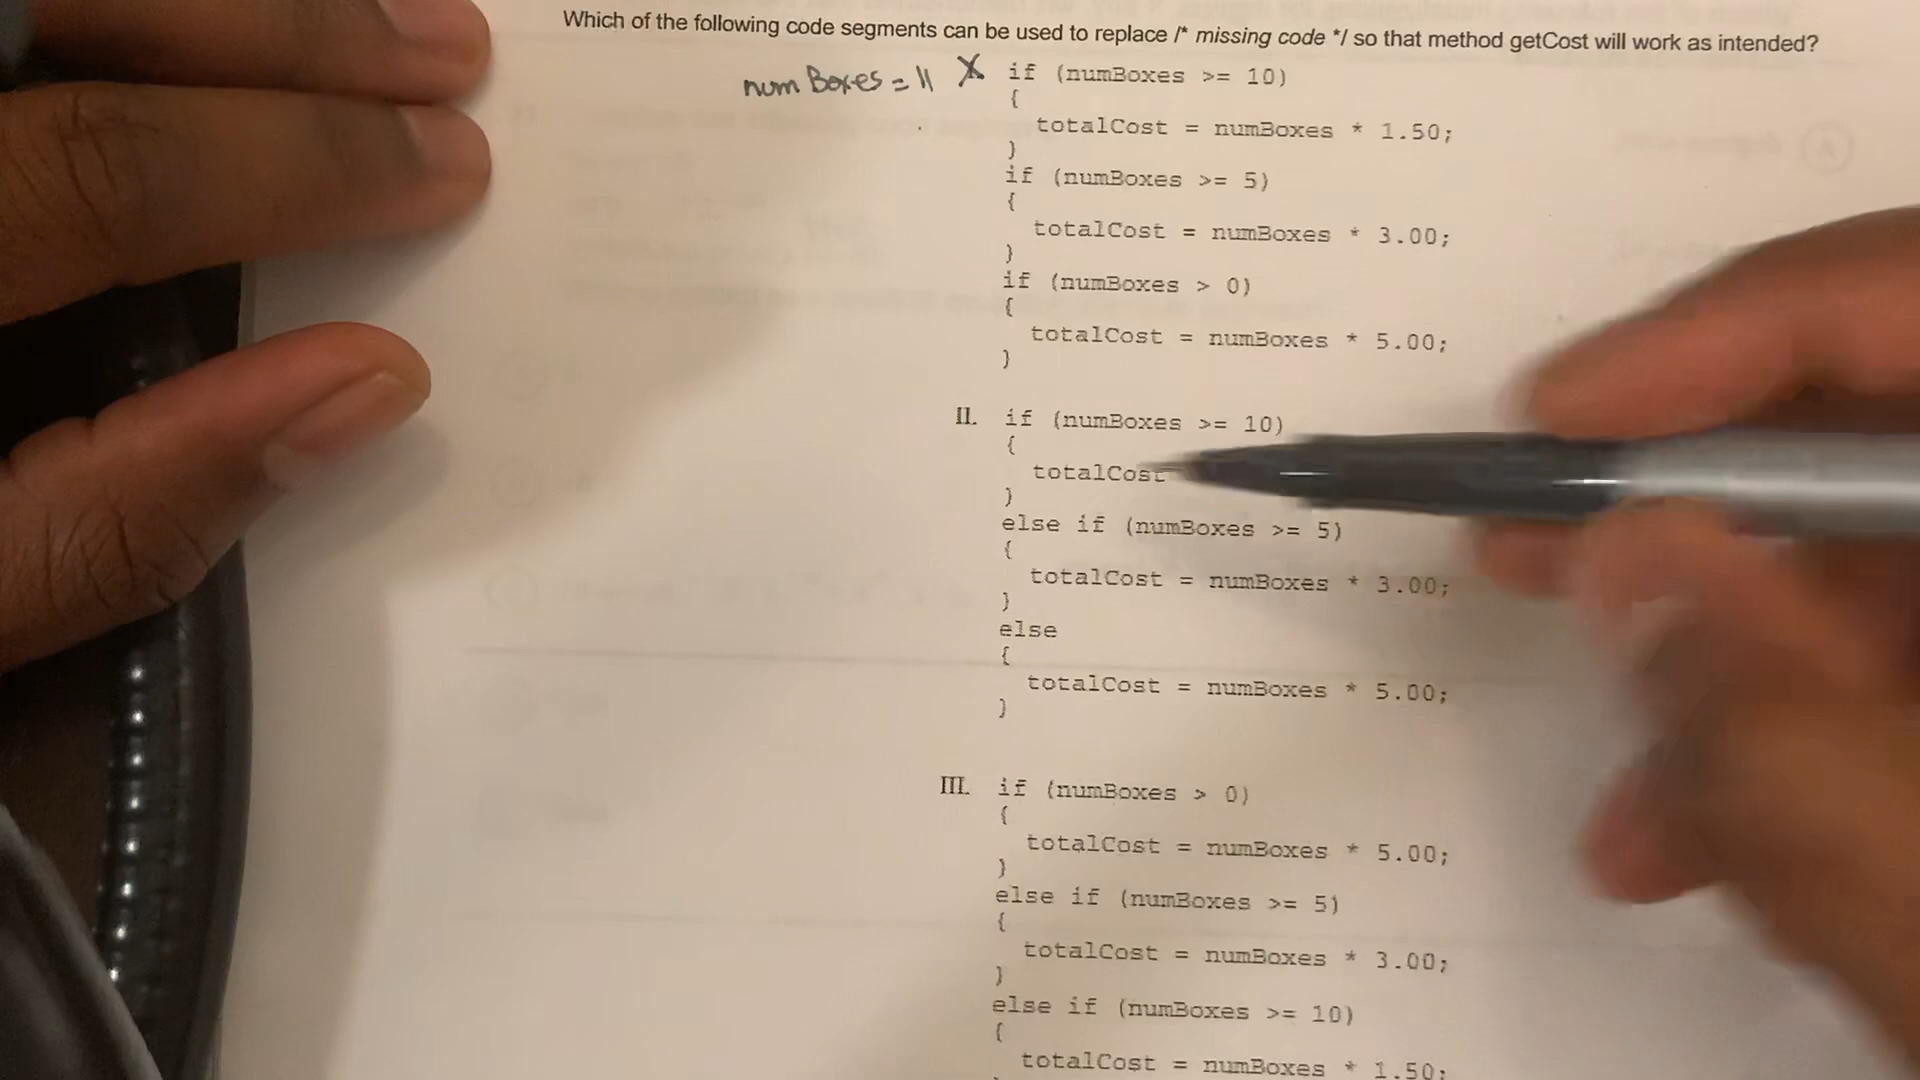 Which of the following code segments can be used to replace /* missing code */ so that method getCost will work as intended?
num Boxes = 11 X if (numBoxes >= 10)
{
totalCost = numBoxes * 1.50;
}
if (numBoxes >= 5)
{
totalCost = numBoxes * 3.00;
}
if (numBoxes > 0)
{
totalCost = numBoxes * 5.00;
}
II. if (numBoxes >= 10)
{
totalCost
}
else if (numBoxes >= 5)
{
totalCost = numBoxes * 3.00;
}
else
{
totalCost = numBoxes * 5.00;
}
III. if (numBoxes > 0)
{
totalCost = numBoxes * 5.00;
}
else if (numBoxes >= 5)
{
totalCost = numBoxes * 3.00;
}
else if (numBoxes >= 10)
{
totalCost = numBoxes * 1.50;